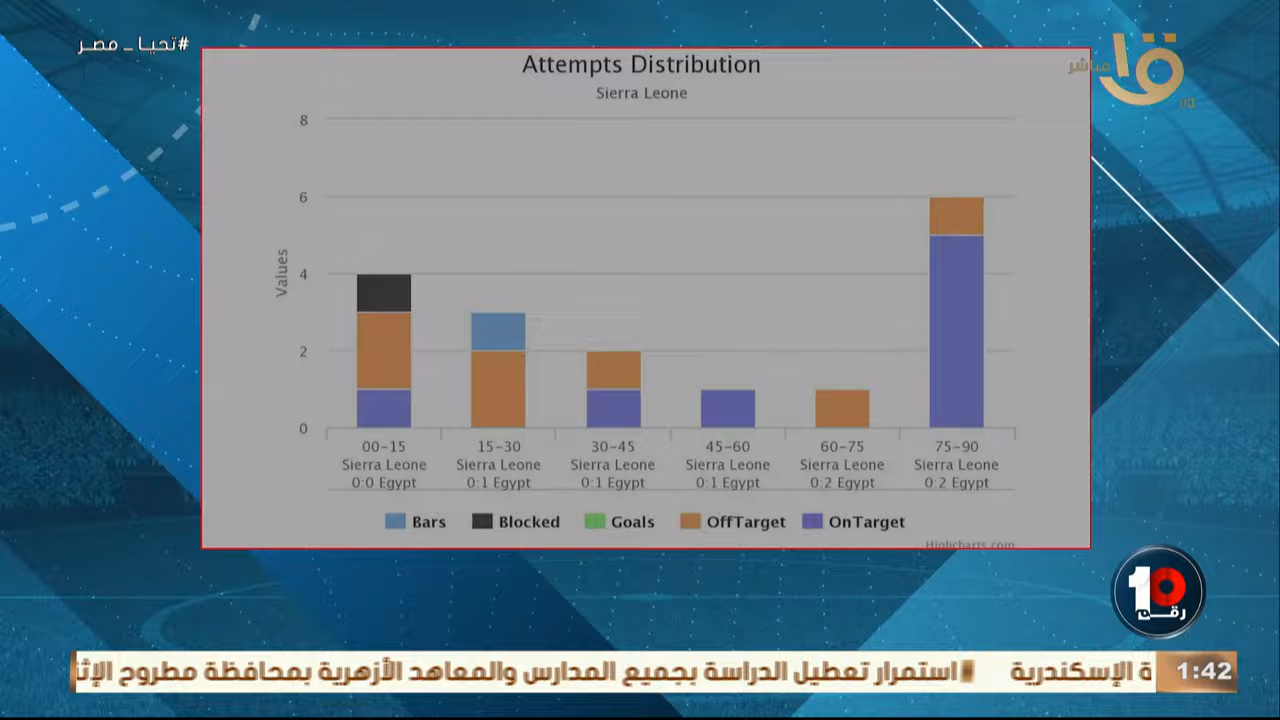 #تحيا_مصر
مباشر
Attempts Distribution
Sierra Leone
8
6
4
2
0
Values
00-15 15-30 30-45 45-60 60-75 75-90
Sierra Leone Sierra Leone Sierra Leone Sierra Leone Sierra Leone Sierra Leone
0:0 Egypt 0:1 Egypt 0:1 Egypt 0:1 Egypt 0:2 Egypt 0:2 Egypt
Bars Blocked Goals OffTarget OnTarget
Highcharts.com
رقم 10
ة الإسكندرية استمرار تعطيل الدراسة بجميع المدارس والمعاهد الأزهرية بمحافظة مطروح الإثن
1:42